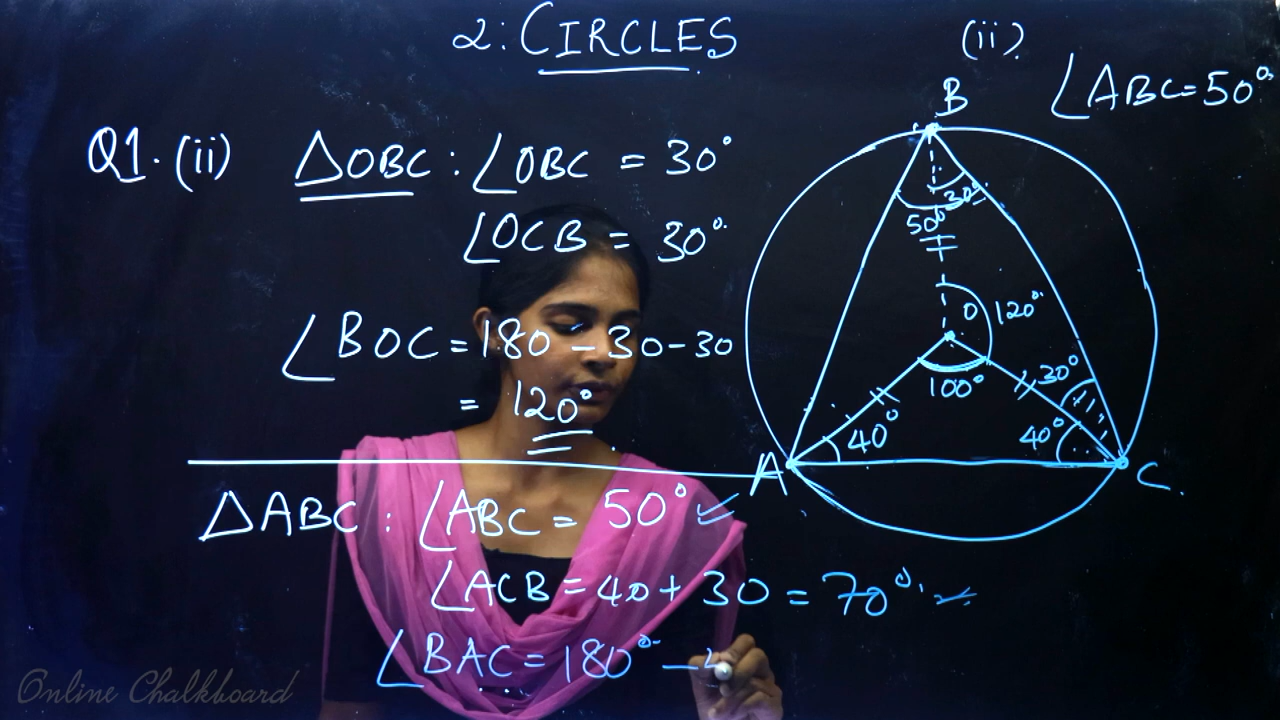 2: CIRCLES
(ii)
∠ABC = 50°
Q1. (ii) △OBC : ∠OBC = 30°
∠OCB = 30°
∠BOC = 180 - 30 - 30
= 120°
△ABC : ∠ABC = 50° ✓
∠ACB = 40 + 30 = 70° ✓
∠BAC = 180° -
B
30°
50°
O
120°
100°
30°
40°
40°
A
C
Online Chalkboard